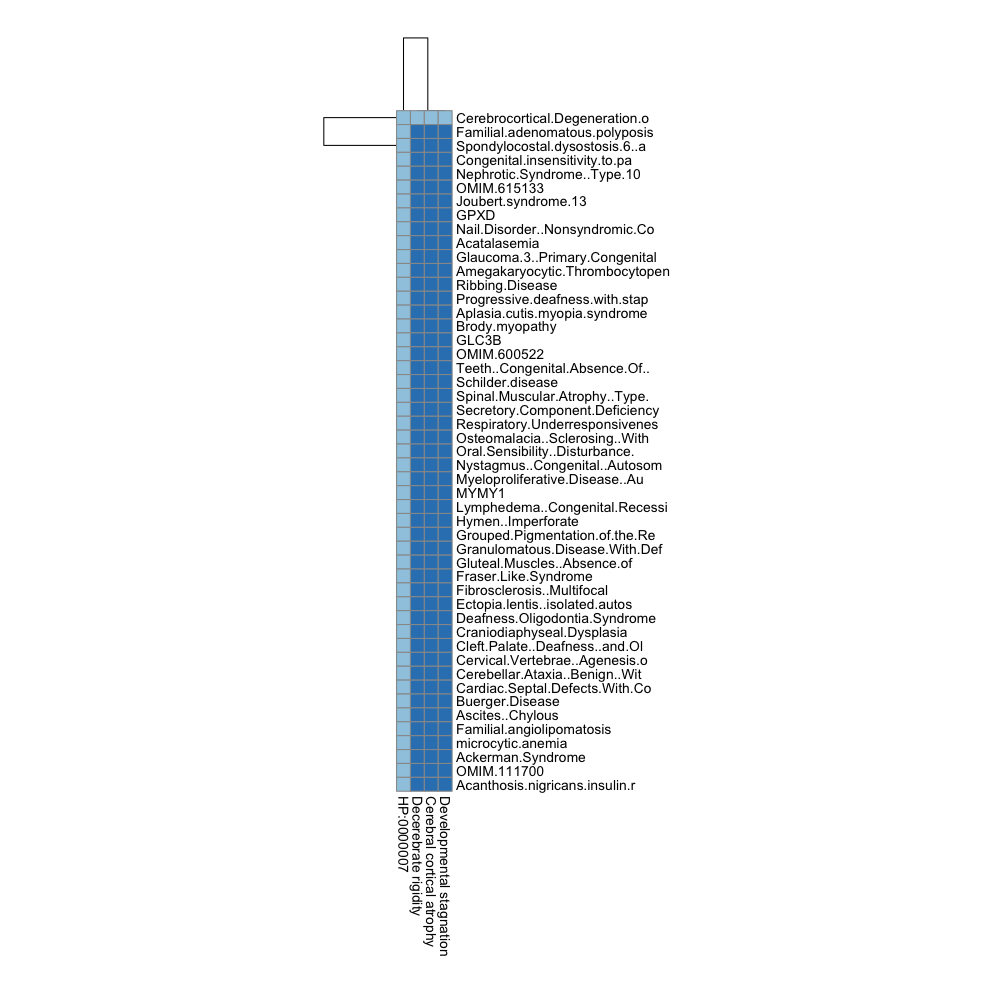 Cerebrocortical.Degeneration.o
Familial.adenomatous.polyposis
Spondylocostal.dysostosis.6..a
Congenital.insensitivity.to.pa
Nephrotic.Syndrome..Type.10
OMIM.615133
Joubert.syndrome.13
GPXD
Nail.Disorder..Nonsyndromic.Co
Acatalasemia
Glaucoma.3..Primary.Congenital
Amegakaryocytic.Thrombocytopen
Ribbing.Disease
Progressive.deafness.with.stap
Aplasia.cutis.myopia.syndrome
Brody.myopathy
GLC3B
OMIM.600522
Teeth..Congenital.Absence.Of..
Schilder.disease
Spinal.Muscular.Atrophy..Type.
Secretory.Component.Deficiency
Respiratory.Underresponsivenes
Osteomalacia..Sclerosing..With
Oral.Sensibility..Disturbance.
Nystagmus..Congenital..Autosom
Myeloproliferative.Disease..Au
MYMY1
Lymphedema..Congenital.Recessi
Hymen..Imperforate
Grouped.Pigmentation.of.the.Re
Granulomatous.Disease.With.Def
Gluteal.Muscles..Absence.of
Fraser.Like.Syndrome
Fibrosclerosis..Multifocal
Ectopia.lentis..isolated.autos
Deafness.Oligodontia.Syndrome
Craniodiaphyseal.Dysplasia
Cleft.Palate..Deafness..and.Ol
Cervical.Vertebrae..Agenesis.o
Cerebellar.Ataxia..Benign..Wit
Cardiac.Septal.Defects.With.Co
Buerger.Disease
Ascites..Chylous
Familial.angiolipomatosis
microcytic.anemia
Ackerman.Syndrome
OMIM.111700
Acanthosis.nigricans.insulin.r
HP:0000007
Decerebrate rigidity
Cerebral cortical atrophy
Developmental stagnation